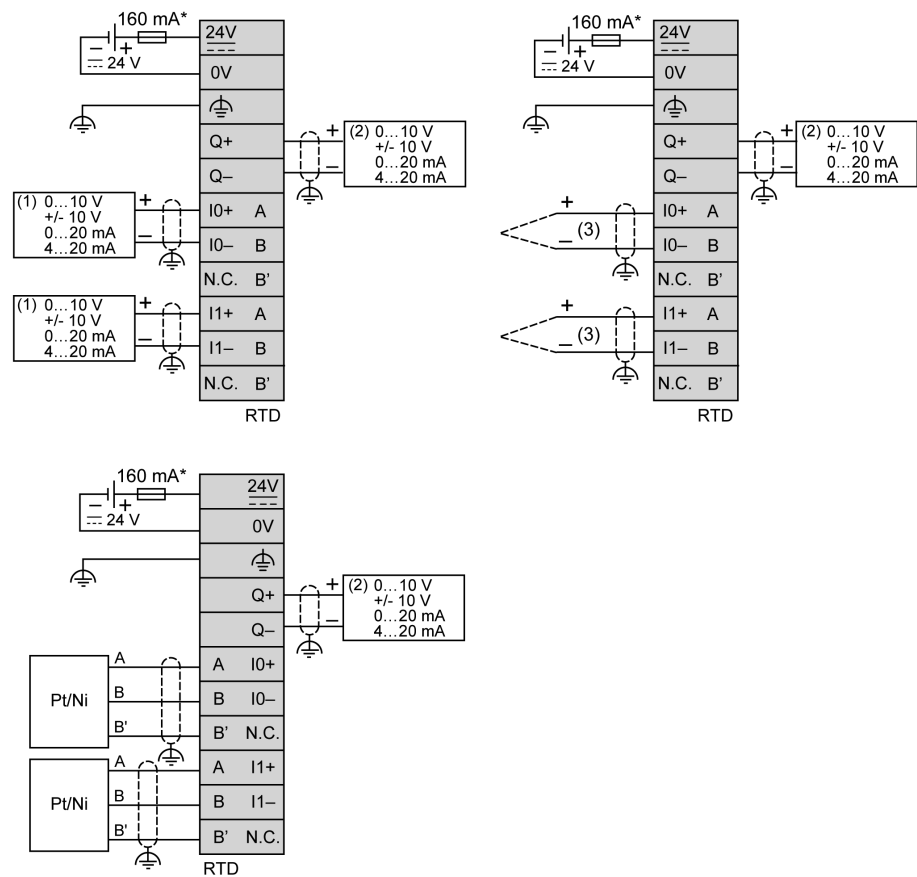 160 mA*
24V
− +
24 V
0V
Q+
+
(2) 0...10 V
+/- 10 V
0...20 mA
4...20 mA
Q–
−
(1) 0...10 V
+/- 10 V
0...20 mA
4...20 mA
+
−
I0+ A
I0– B
N.C. B'
(1) 0...10 V
+/- 10 V
0...20 mA
4...20 mA
+
−
I1+ A
I1– B
N.C. B'
RTD
160 mA*
24V
− +
24 V
0V
Q+
+
(2) 0...10 V
+/- 10 V
0...20 mA
4...20 mA
Q–
−
+
− (3)
I0+ A
I0– B
N.C. B'
+
− (3)
I1+ A
I1– B
N.C. B'
RTD
160 mA*
24V
− +
24 V
0V
Q+
+
(2) 0...10 V
+/- 10 V
0...20 mA
4...20 mA
Q–
−
Pt/Ni
A
B
B'
A I0+
B I0–
B' N.C.
Pt/Ni
A
B
B'
A I1+
B I1–
B' N.C.
RTD